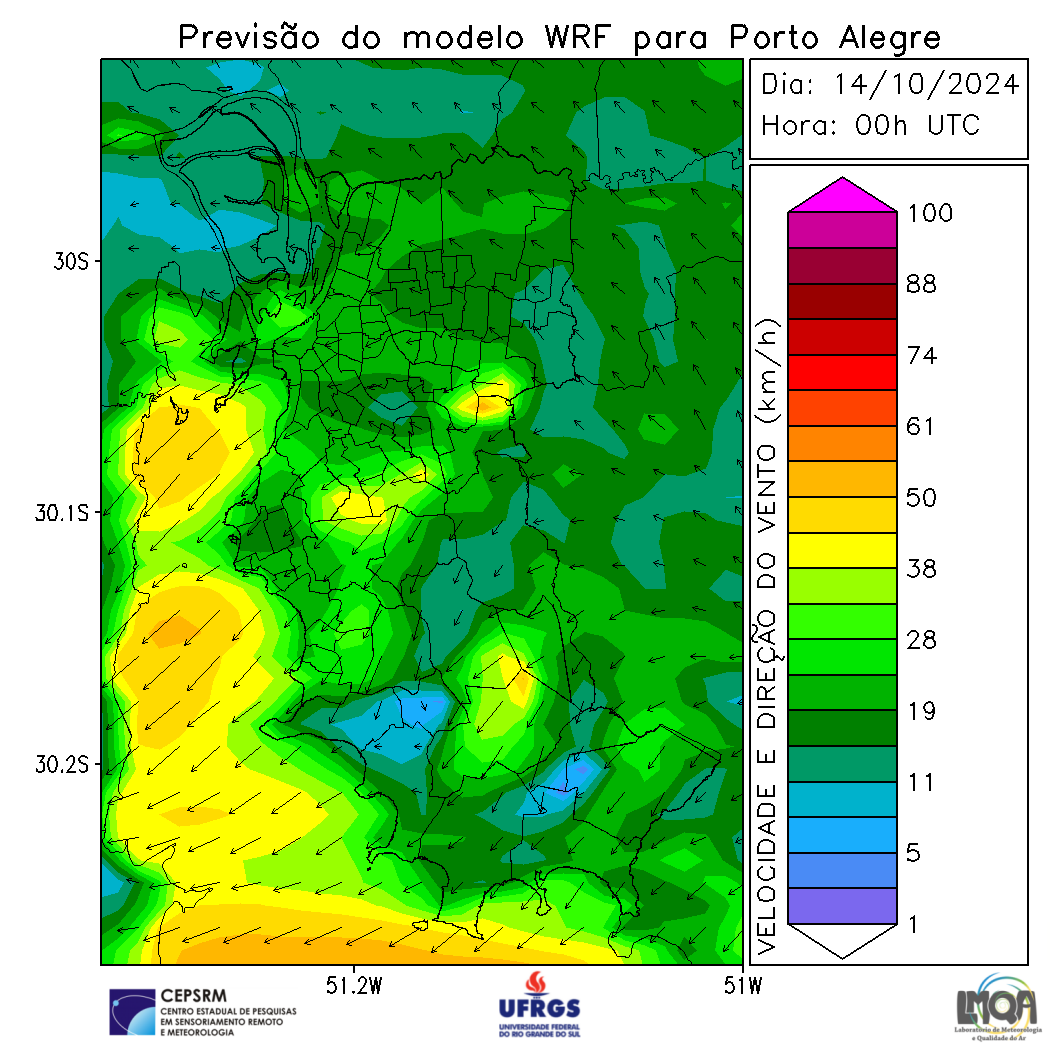 Previsão do modelo WRF para Porto Alegre
Dia: 14/10/2024
Hora: 00h UTC
30S
30.1S
30.2S
51.2W
51W
VELOCIDADE E DIREÇÃO DO VENTO (km/h)
100
88
74
61
50
38
28
19
11
5
1
CEPSRM
CENTRO ESTADUAL DE PESQUISAS
EM SENSORIAMENTO REMOTO
E METEOROLOGIA
UFRGS
UNIVERSIDADE FEDERAL
DO RIO GRANDE DO SUL
LMQA
Laboratório de Meteorologia
e Qualidade do Ar